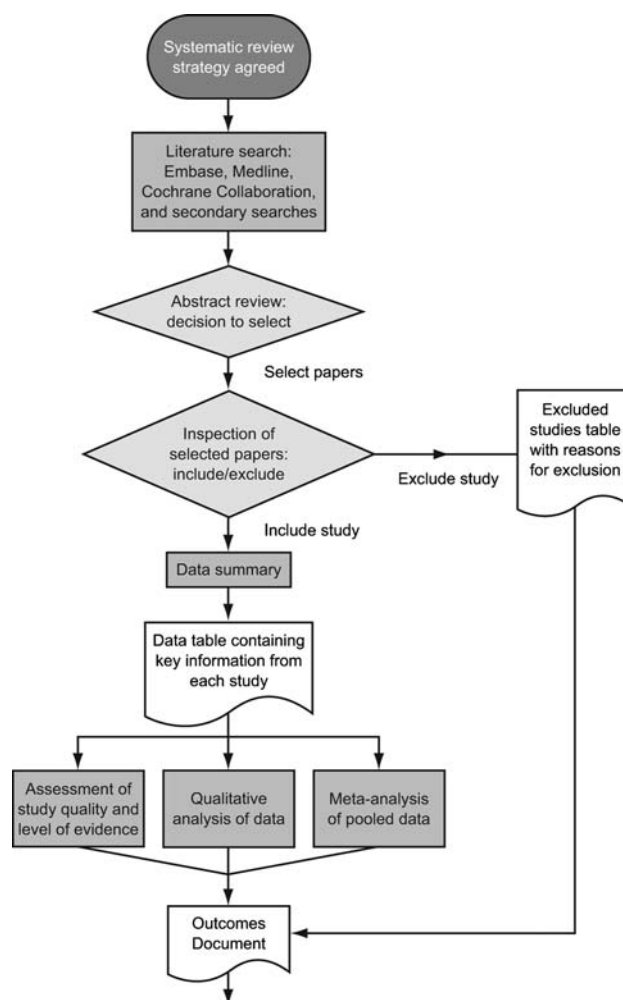 Systematic review
strategy agreed
Literature search:
Embase, Medline,
Cochrane Collaboration,
and secondary searches
Abstract review:
decision to select
Select papers
Inspection of
selected papers:
include/exclude
Exclude study
Excluded
studies table
with reasons
for exclusion
Include study
Data summary
Data table containing
key information from
each study
Assessment of
study quality and
level of evidence
Qualitative
analysis of data
Meta-analysis
of pooled data
Outcomes
Document